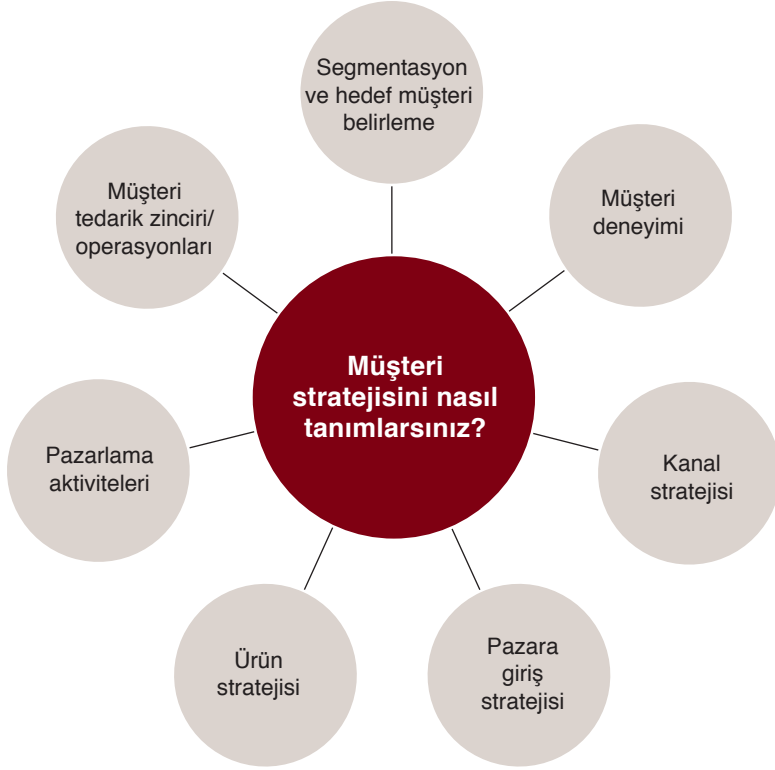 Segmentasyon
ve hedef müşteri
belirleme
Müşteri
tedarik zinciri/
operasyonları
Müşteri
deneyimi
Müşteri
stratejisini nasıl
tanımlarsınız?
Pazarlama
aktiviteleri
Kanal
stratejisi
Ürün
stratejisi
Pazara
giriş
stratejisi